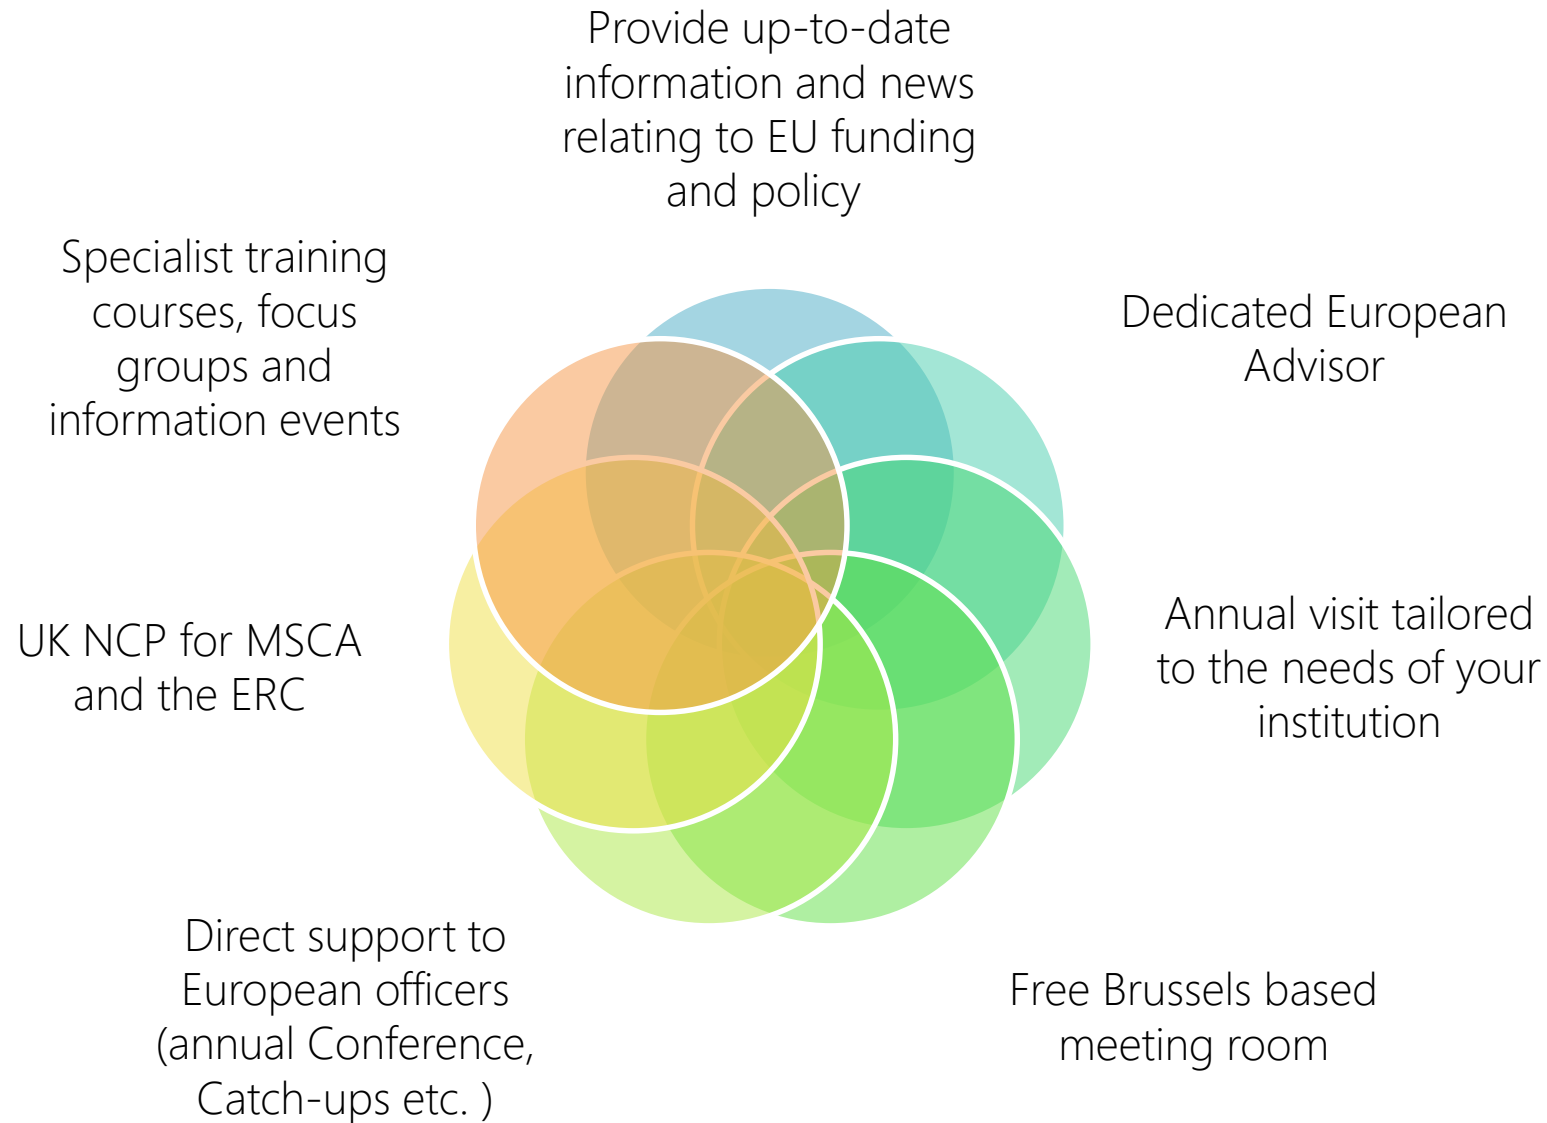 Provide up-to-date
information and news
relating to EU funding
and policy
Dedicated European
Advisor
Annual visit tailored
to the needs of your
institution
Free Brussels based
meeting room
Direct support to
European officers
(annual Conference,
Catch-ups etc. )
UK NCP for MSCA
and the ERC
Specialist training
courses, focus
groups and
information events